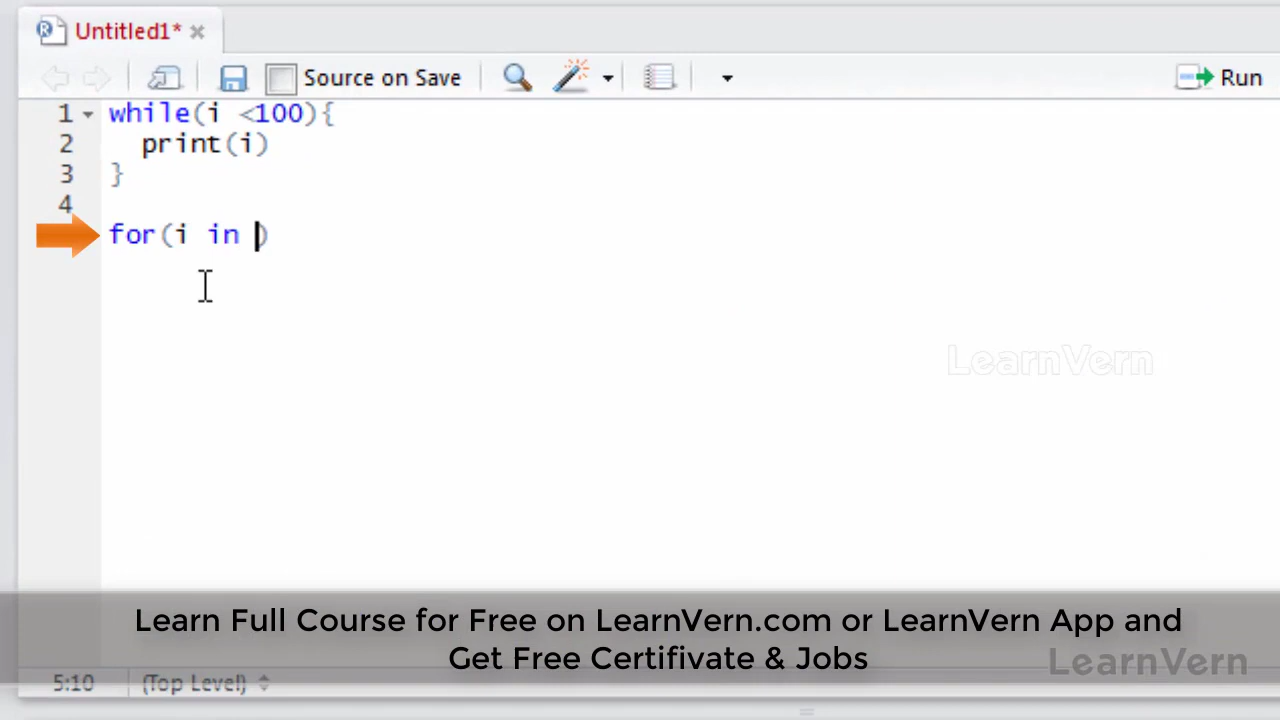 Untitled1*
Source on Save
Run
1 while(i <100){
2 print(i)
3 }
4
for(i in )
LearnVern
Learn Full Course for Free on LearnVern.com or LearnVern App and
Get Free Certifivate & Jobs
LearnVern
5:10 (Top Level)